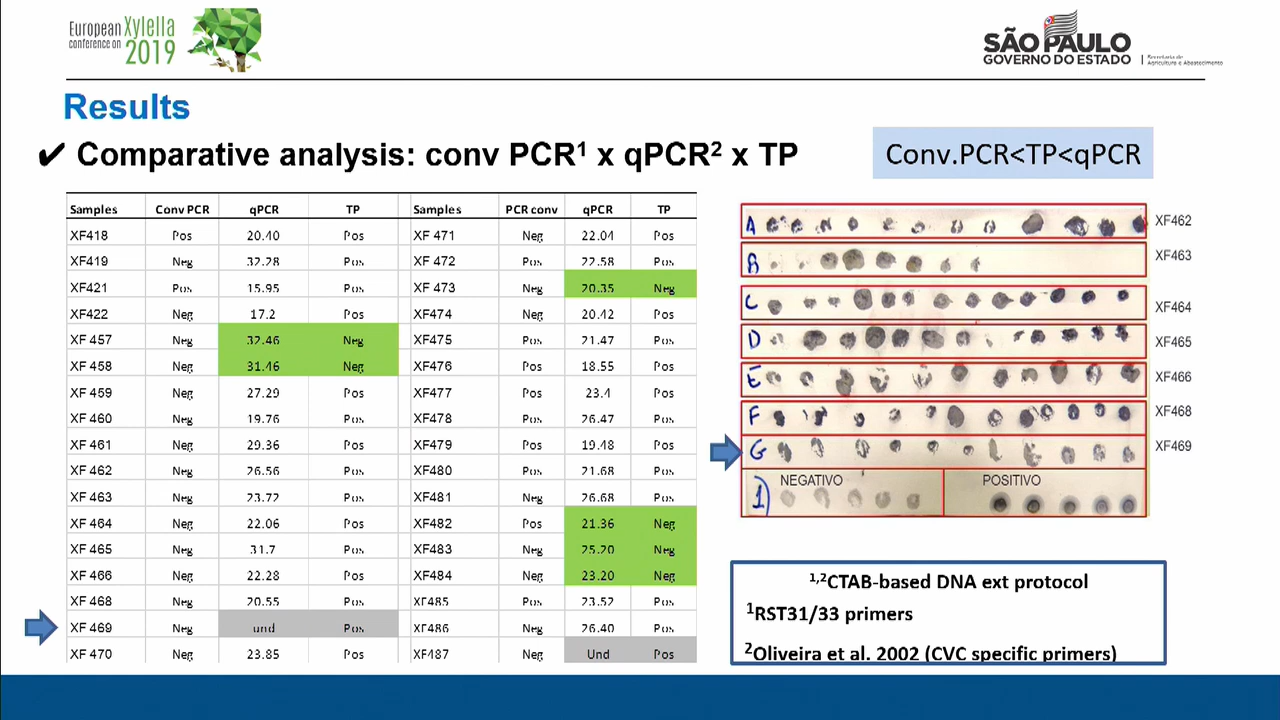 European Xylella
conference on 2019
SÃO PAULO
GOVERNO DO ESTADO
Secretaria de
Agricultura e Abastecimento
Results
✔ Comparative analysis: conv PCR¹ x qPCR² x TP
Conv.PCR<TP<qPCR
Samples Conv PCR qPCR TP Samples PCR conv qPCR TP
XF418 Pos 20.40 Pos XF 471 Neg 22.04 Pos
XF419 Neg 32.28 Pos XF 472 Pos 22.58 Pos
XF421 Pos 15.95 Pos XF 473 Neg 20.35 Neg
XF422 Neg 17.2 Pos XF474 Neg 20.42 Pos
XF 457 Neg 32.46 Neg XF475 Pos 21.47 Pos
XF 458 Neg 31.46 Neg XF476 Pos 18.55 Pos
XF 459 Neg 27.29 Pos XF477 Pos 23.4 Pos
XF 460 Neg 19.76 Pos XF478 Pos 26.47 Pos
XF 461 Neg 29.36 Pos XF479 Pos 19.48 Pos
XF 462 Neg 26.56 Pos XF480 Pos 21.68 Pos
XF 463 Neg 23.72 Pos XF481 Neg 26.68 Pos
XF 464 Neg 22.06 Pos XF482 Pos 21.36 Neg
XF 465 Neg 31.7 Pos XF483 Neg 25.20 Neg
XF 466 Neg 22.28 Pos XF484 Neg 23.20 Neg
XF 468 Neg 20.55 Pos XF485 Pos 23.52 Pos
XF 469 Neg und Pos XF486 Neg 26.40 Pos
XF 470 Neg 23.85 Pos XF487 Neg Und Pos
A XF462
B XF463
C XF464
D XF465
E XF466
F XF468
G XF469
1) NEGATIVO POSITIVO
¹,²CTAB-based DNA ext protocol
¹RST31/33 primers
²Oliveira et al. 2002 (CVC specific primers)